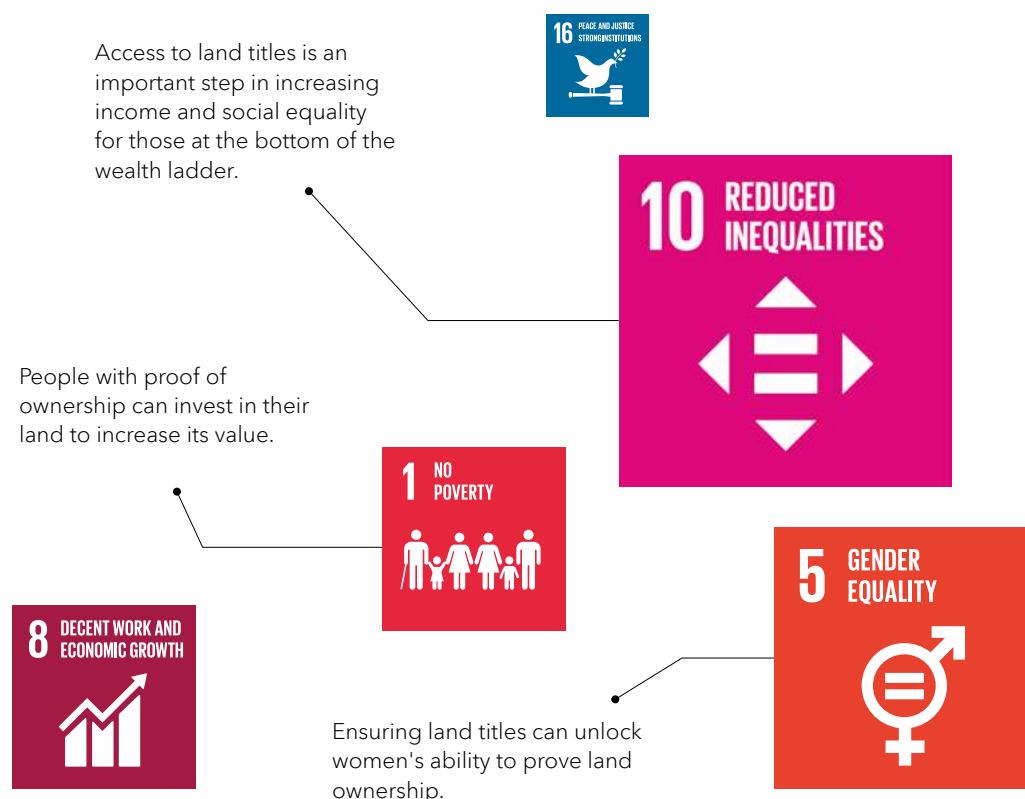 Access to land titles is an
important step in increasing
income and social equality
for those at the bottom of the
wealth ladder.
16 PEACE AND JUSTICE
STRONG INSTITUTIONS
10 REDUCED
INEQUALITIES
People with proof of
ownership can invest in their
land to increase its value.
1 NO
POVERTY
5 GENDER
EQUALITY
8 DECENT WORK AND
ECONOMIC GROWTH
Ensuring land titles can unlock
women's ability to prove land
ownership.